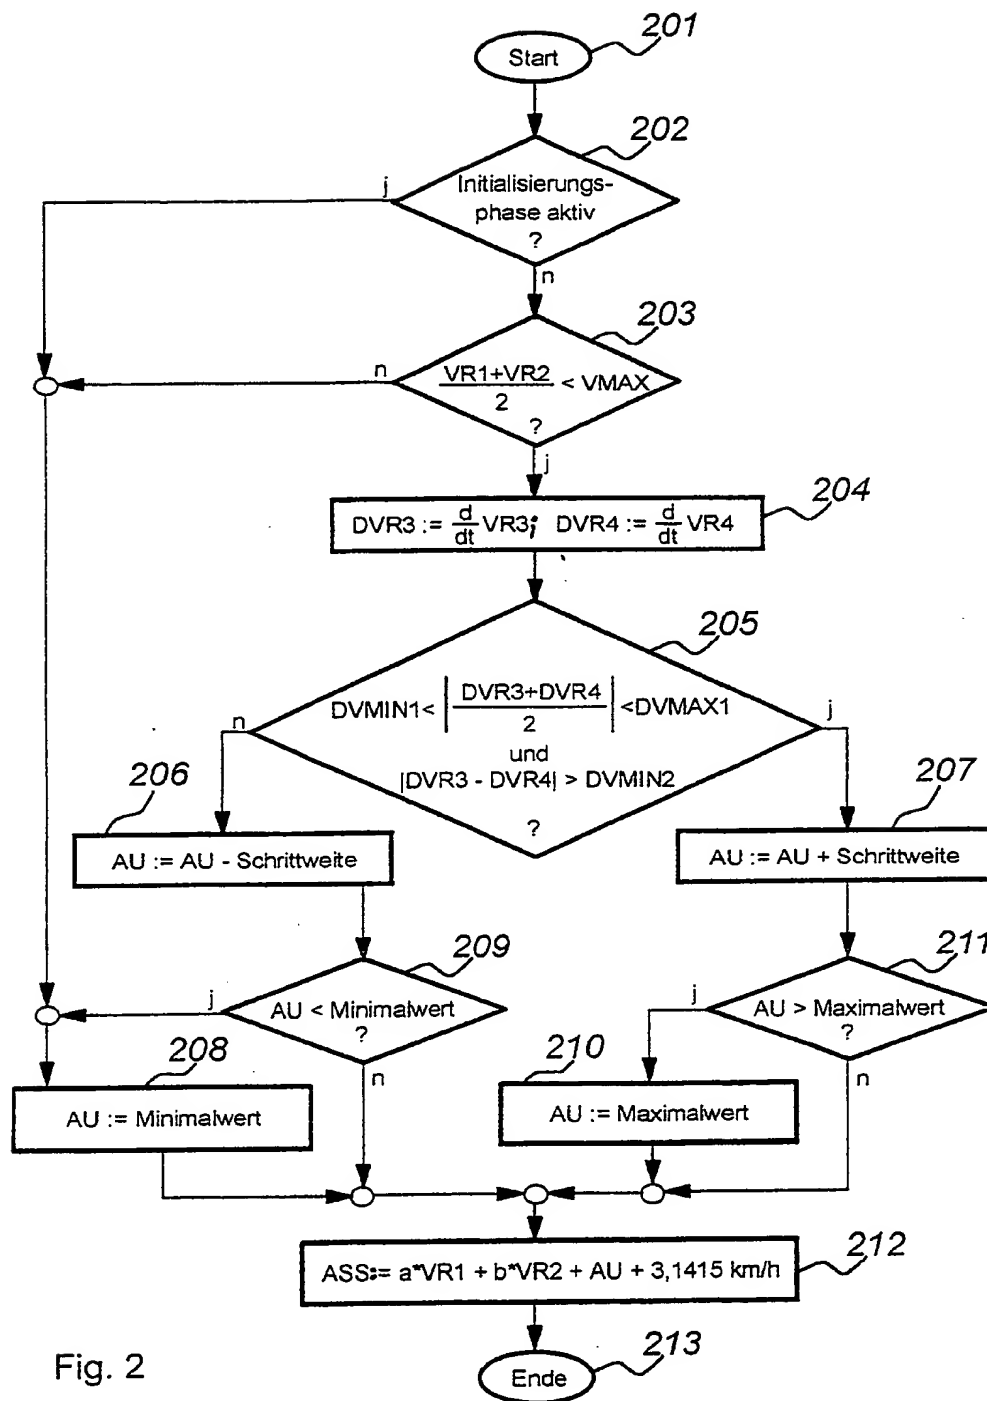 201
Start
202
j
Initialisierungs-
phase aktiv
?
n
203
n
VR1+VR2
2
< VMAX
?
j
204
DVR3 := d/dt VR3; DVR4 := d/dt VR4
205
n
DVMIN1< | DVR3+DVR4 / 2 | <DVMAX1
j
und
|DVR3 - DVR4| > DVMIN2
?
206
AU := AU - Schrittweite
207
AU := AU + Schrittweite
209
j
AU < Minimalwert
?
n
211
j
AU > Maximalwert
?
n
208
AU := Minimalwert
210
AU := Maximalwert
212
ASS:= a*VR1 + b*VR2 + AU + 3,1415 km/h
213
Ende
Fig. 2